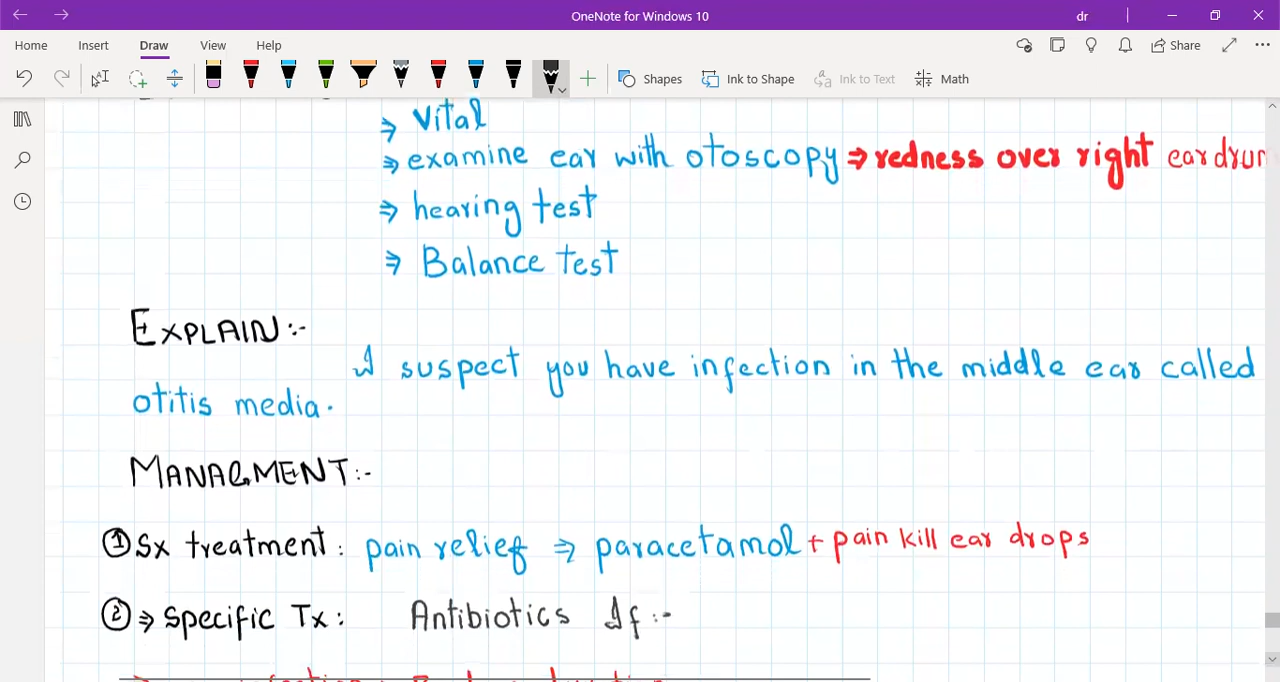 OneNote for Windows 10
dr
Home Insert Draw View Help
Share
Shapes Ink to Shape Ink to Text Math
⇒ Vital
⇒ examine ear with otoscopy ⇒ redness over right eardrum
⇒ hearing test
⇒ Balance test
EXPLAIN:-
I suspect you have infection in the middle ear called
otitis media.
MANAGMENT:-
① Sx treatment: pain relief ⇒ paracetamol + pain kill ear drops
② ⇒ Specific Tx: Antibiotics If :-